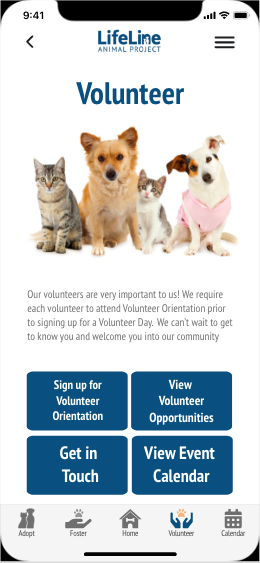 9:41
LifeLine
ANIMAL PROJECT
Volunteer
Our volunteers are very important to us! We require
each volunteer to attend Volunteer Orientation prior
to signing up for a Volunteer Day. We can't wait to get
to know you and welcome you into our community
Sign up for
Volunteer
Orientation
View
Volunteer
Opportunities
Get in
Touch
View Event
Calendar
Adopt
Foster
Home
Volunteer
Calendar